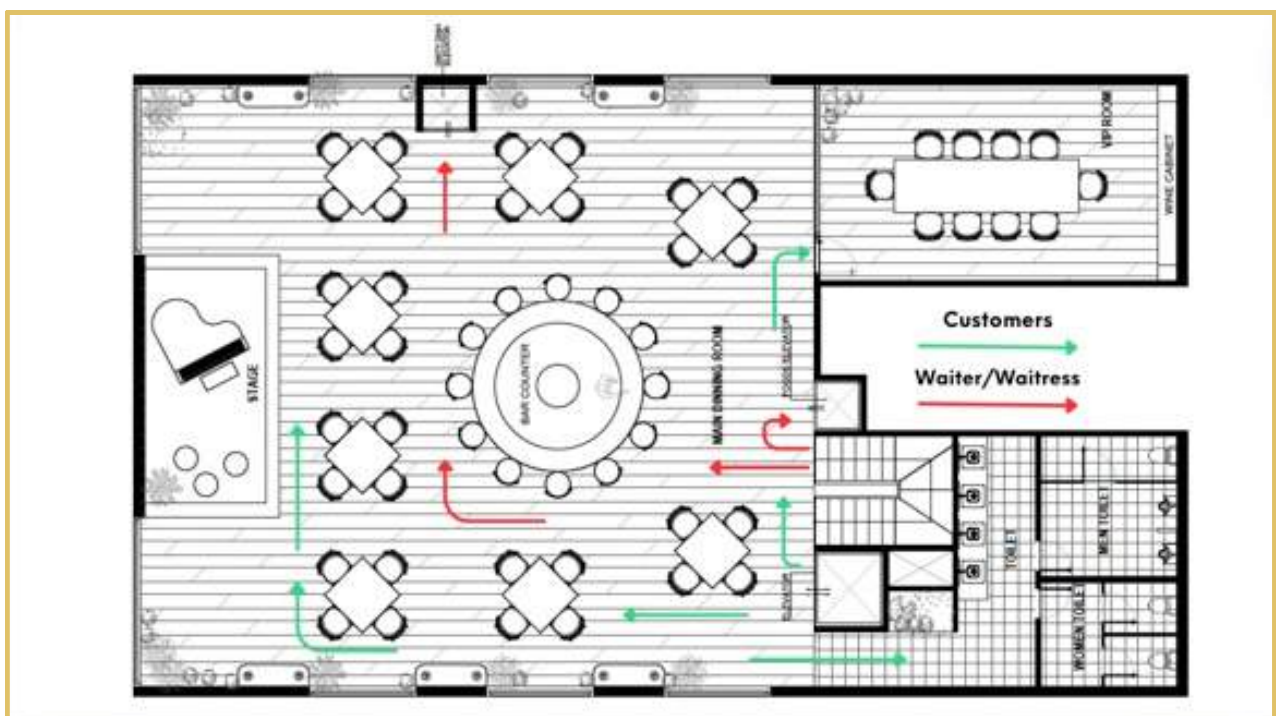 VIP ROOM
WINE CABINET
Customers
Waiter/Waitress
STAGE
BAR COUNTER
MAIN DINNING ROOM
ELEVATOR
TOILET
MEN TOILET
WOMEN TOILET